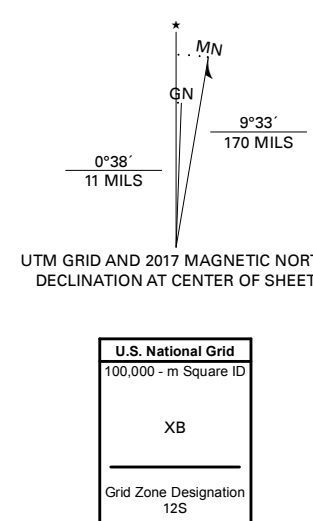 ★
MN
GN
9°33´
170 MILS
0°38´
11 MILS
UTM GRID AND 2017 MAGNETIC NORT
DECLINATION AT CENTER OF SHEET
U.S. National Grid
100,000 - m Square ID
XB
Grid Zone Designation
12S